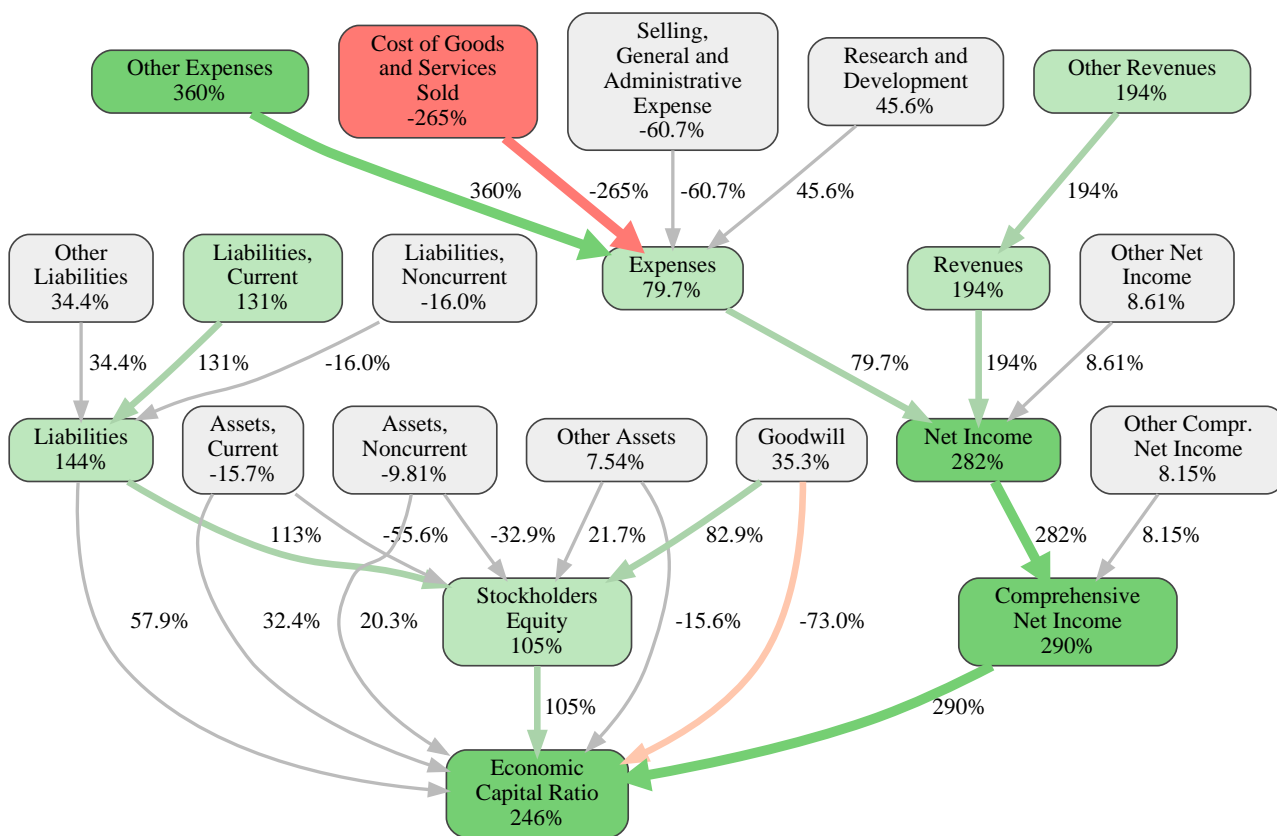 Other Expenses
360%
Cost of Goods
and Services
Sold
-265%
Selling,
General and
Administrative
Expense
-60.7%
Research and
Development
45.6%
Other Revenues
194%
360%
-265%
-60.7%
45.6%
194%
Other
Liabilities
34.4%
Liabilities,
Current
131%
Liabilities,
Noncurrent
-16.0%
Expenses
79.7%
Revenues
194%
Other Net
Income
8.61%
34.4%
131%
-16.0%
79.7%
194%
8.61%
Liabilities
144%
Assets,
Current
-15.7%
Assets,
Noncurrent
-9.81%
Other Assets
7.54%
Goodwill
35.3%
Net Income
282%
Other Compr.
Net Income
8.15%
113%
-55.6%
-32.9%
21.7%
82.9%
282%
8.15%
57.9%
32.4%
20.3%
Stockholders
Equity
105%
-15.6%
-73.0%
Comprehensive
Net Income
290%
105%
290%
Economic
Capital Ratio
246%